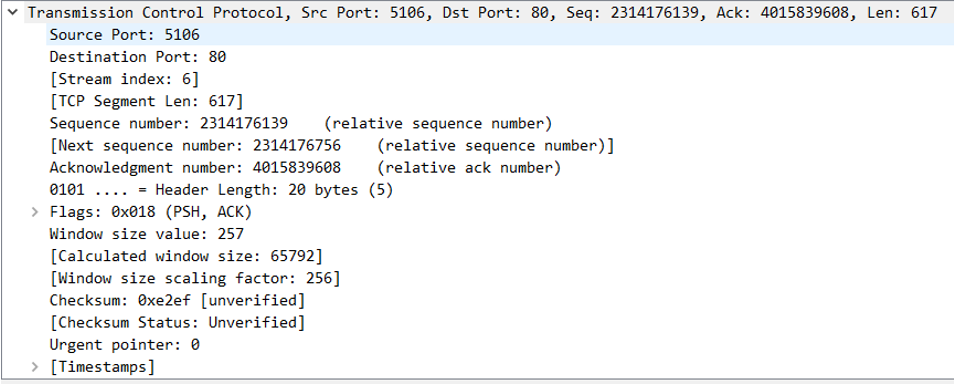 Transmission Control Protocol, Src Port: 5106, Dst Port: 80, Seq: 2314176139, Ack: 4015839608, Len: 617
Source Port: 5106
Destination Port: 80
[Stream index: 6]
[TCP Segment Len: 617]
Sequence number: 2314176139    (relative sequence number)
[Next sequence number: 2314176756    (relative sequence number)]
Acknowledgment number: 4015839608    (relative ack number)
0101 .... = Header Length: 20 bytes (5)
Flags: 0x018 (PSH, ACK)
Window size value: 257
[Calculated window size: 65792]
[Window size scaling factor: 256]
Checksum: 0xe2ef [unverified]
[Checksum Status: Unverified]
Urgent pointer: 0
[Timestamps]